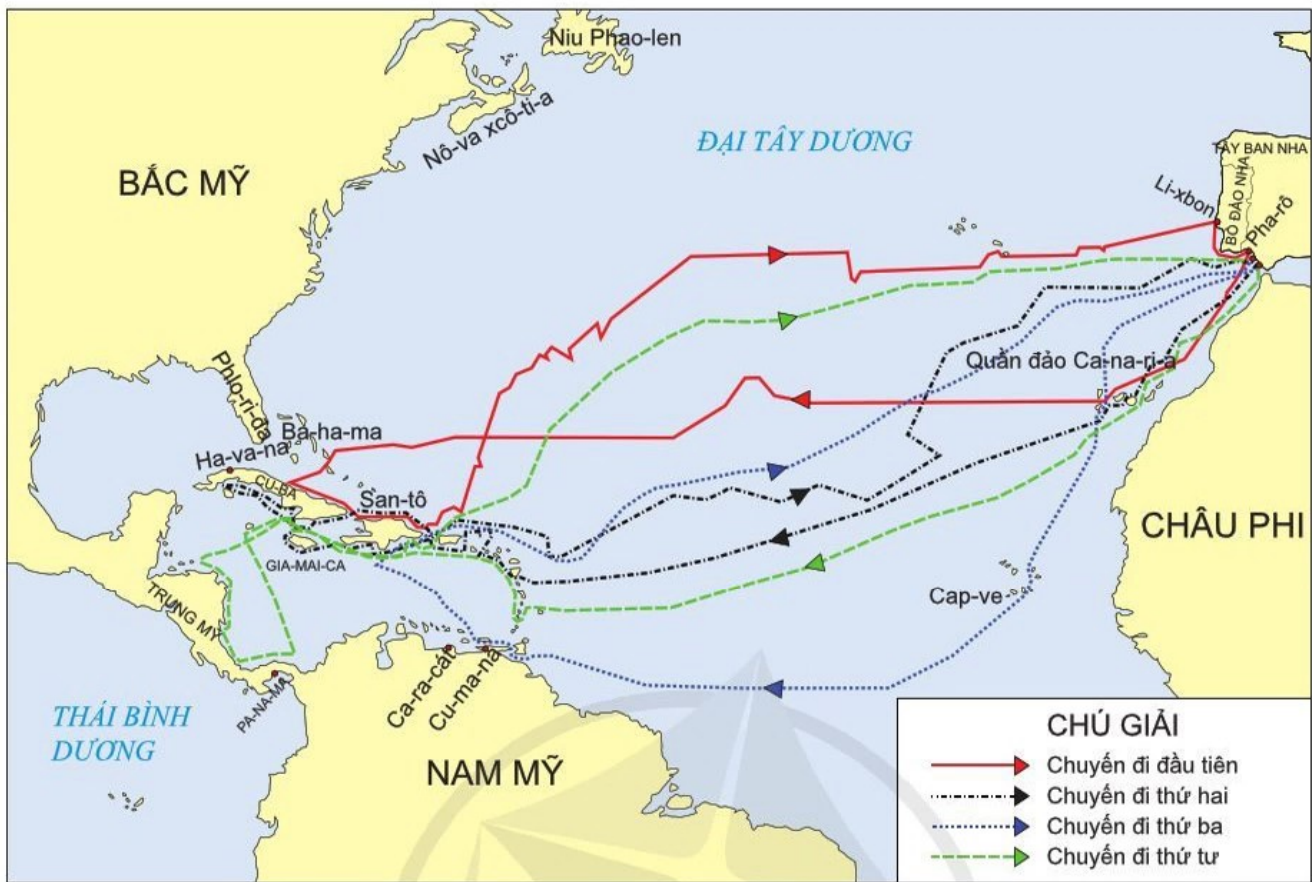 Niu Phao-len
Nô-va xcô-ti-a
ĐẠI TÂY DƯƠNG
TÂY BAN NHA
BẮC MỸ
Li-xbon
BỒ ĐÀO NHA
Pha-rô
Phlo-ri-đa
Quần đảo Ca-na-ri-a
Ba-ha-ma
Ha-va-na
CU-BA
San-tô
CHÂU PHI
GIA-MAI-CA
TRUNG MỸ
Cap-ve
Ca-ra-cát
Cu-ma-na
PA-NA-MA
THÁI BÌNH
DƯƠNG
NAM MỸ
CHÚ GIẢI
Chuyến đi đầu tiên
Chuyến đi thứ hai
Chuyến đi thứ ba
Chuyến đi thứ tư